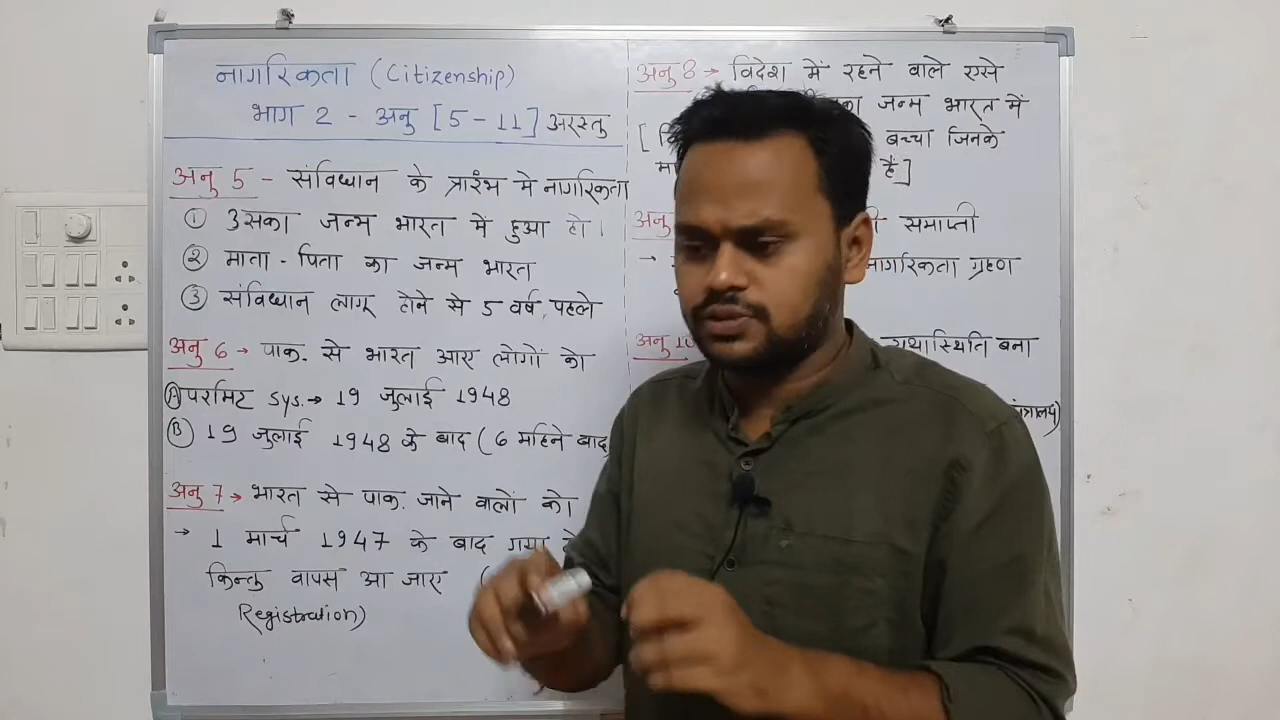 नागरिकता (Citizenship)
भाग 2 - अनु [5-11] अरस्तु
अनु 5 - संविधान के प्रारंभ मे नागरिकता
① उसका जन्म भारत में हुआ हो।
② माता-पिता का जन्म भारत
③ संविधान लागू होने से 5 वर्ष पहले
अनु 6 → पाक. से भारत आए लोगों को
Ⓐ परमिट sys. → 19 जुलाई 1948
Ⓑ 19 जुलाई 1948 के बाद (6 महिने बाद
अनु 7 → भारत से पाक. जाने वालों को।
→ 1 मार्च 1947 के बाद गया
किन्तु वापस आ जाए (
Registration)
अनु 8 → विदेश में रहने वाले एसे
का जन्म भारत में
[ बच्चा जिनके
है]
अनु समाप्ती
→ नागरिकता ग्रहण
अनु 10 यथास्थिति बना